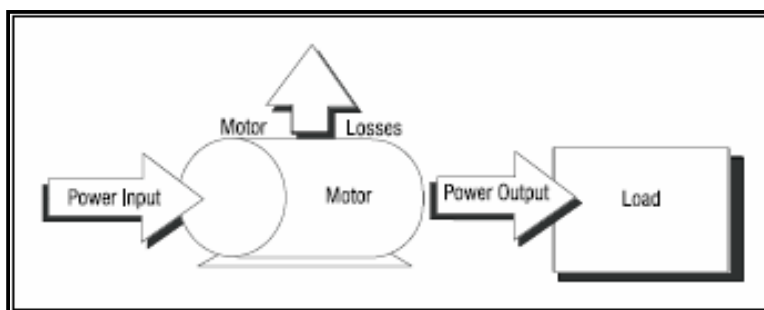 Motor Losses
Power Input
Motor
Power Output
Load